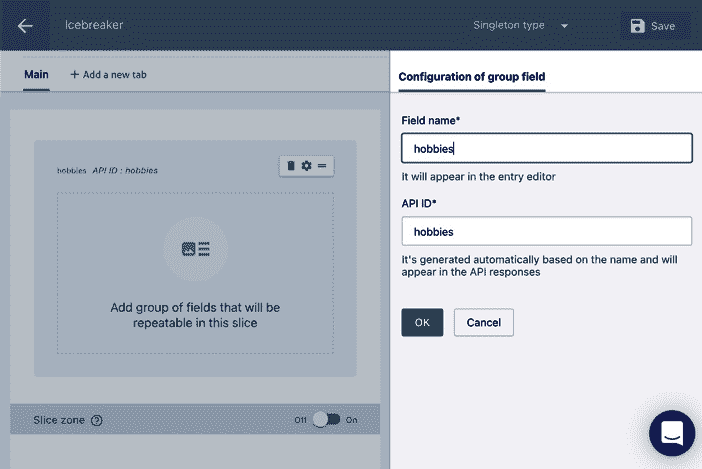 Icebreaker
Singleton type
Save
Main
+ Add a new tab
hobbies API ID : hobbies
Add group of fields that will be
repeatable in this slice
Slice zone ?
Off On
Configuration of group field
Field name*
hobbies
It will appear in the entry editor
API ID*
hobbies
It's generated automatically based on the name and will
appear in the API responses
OK Cancel